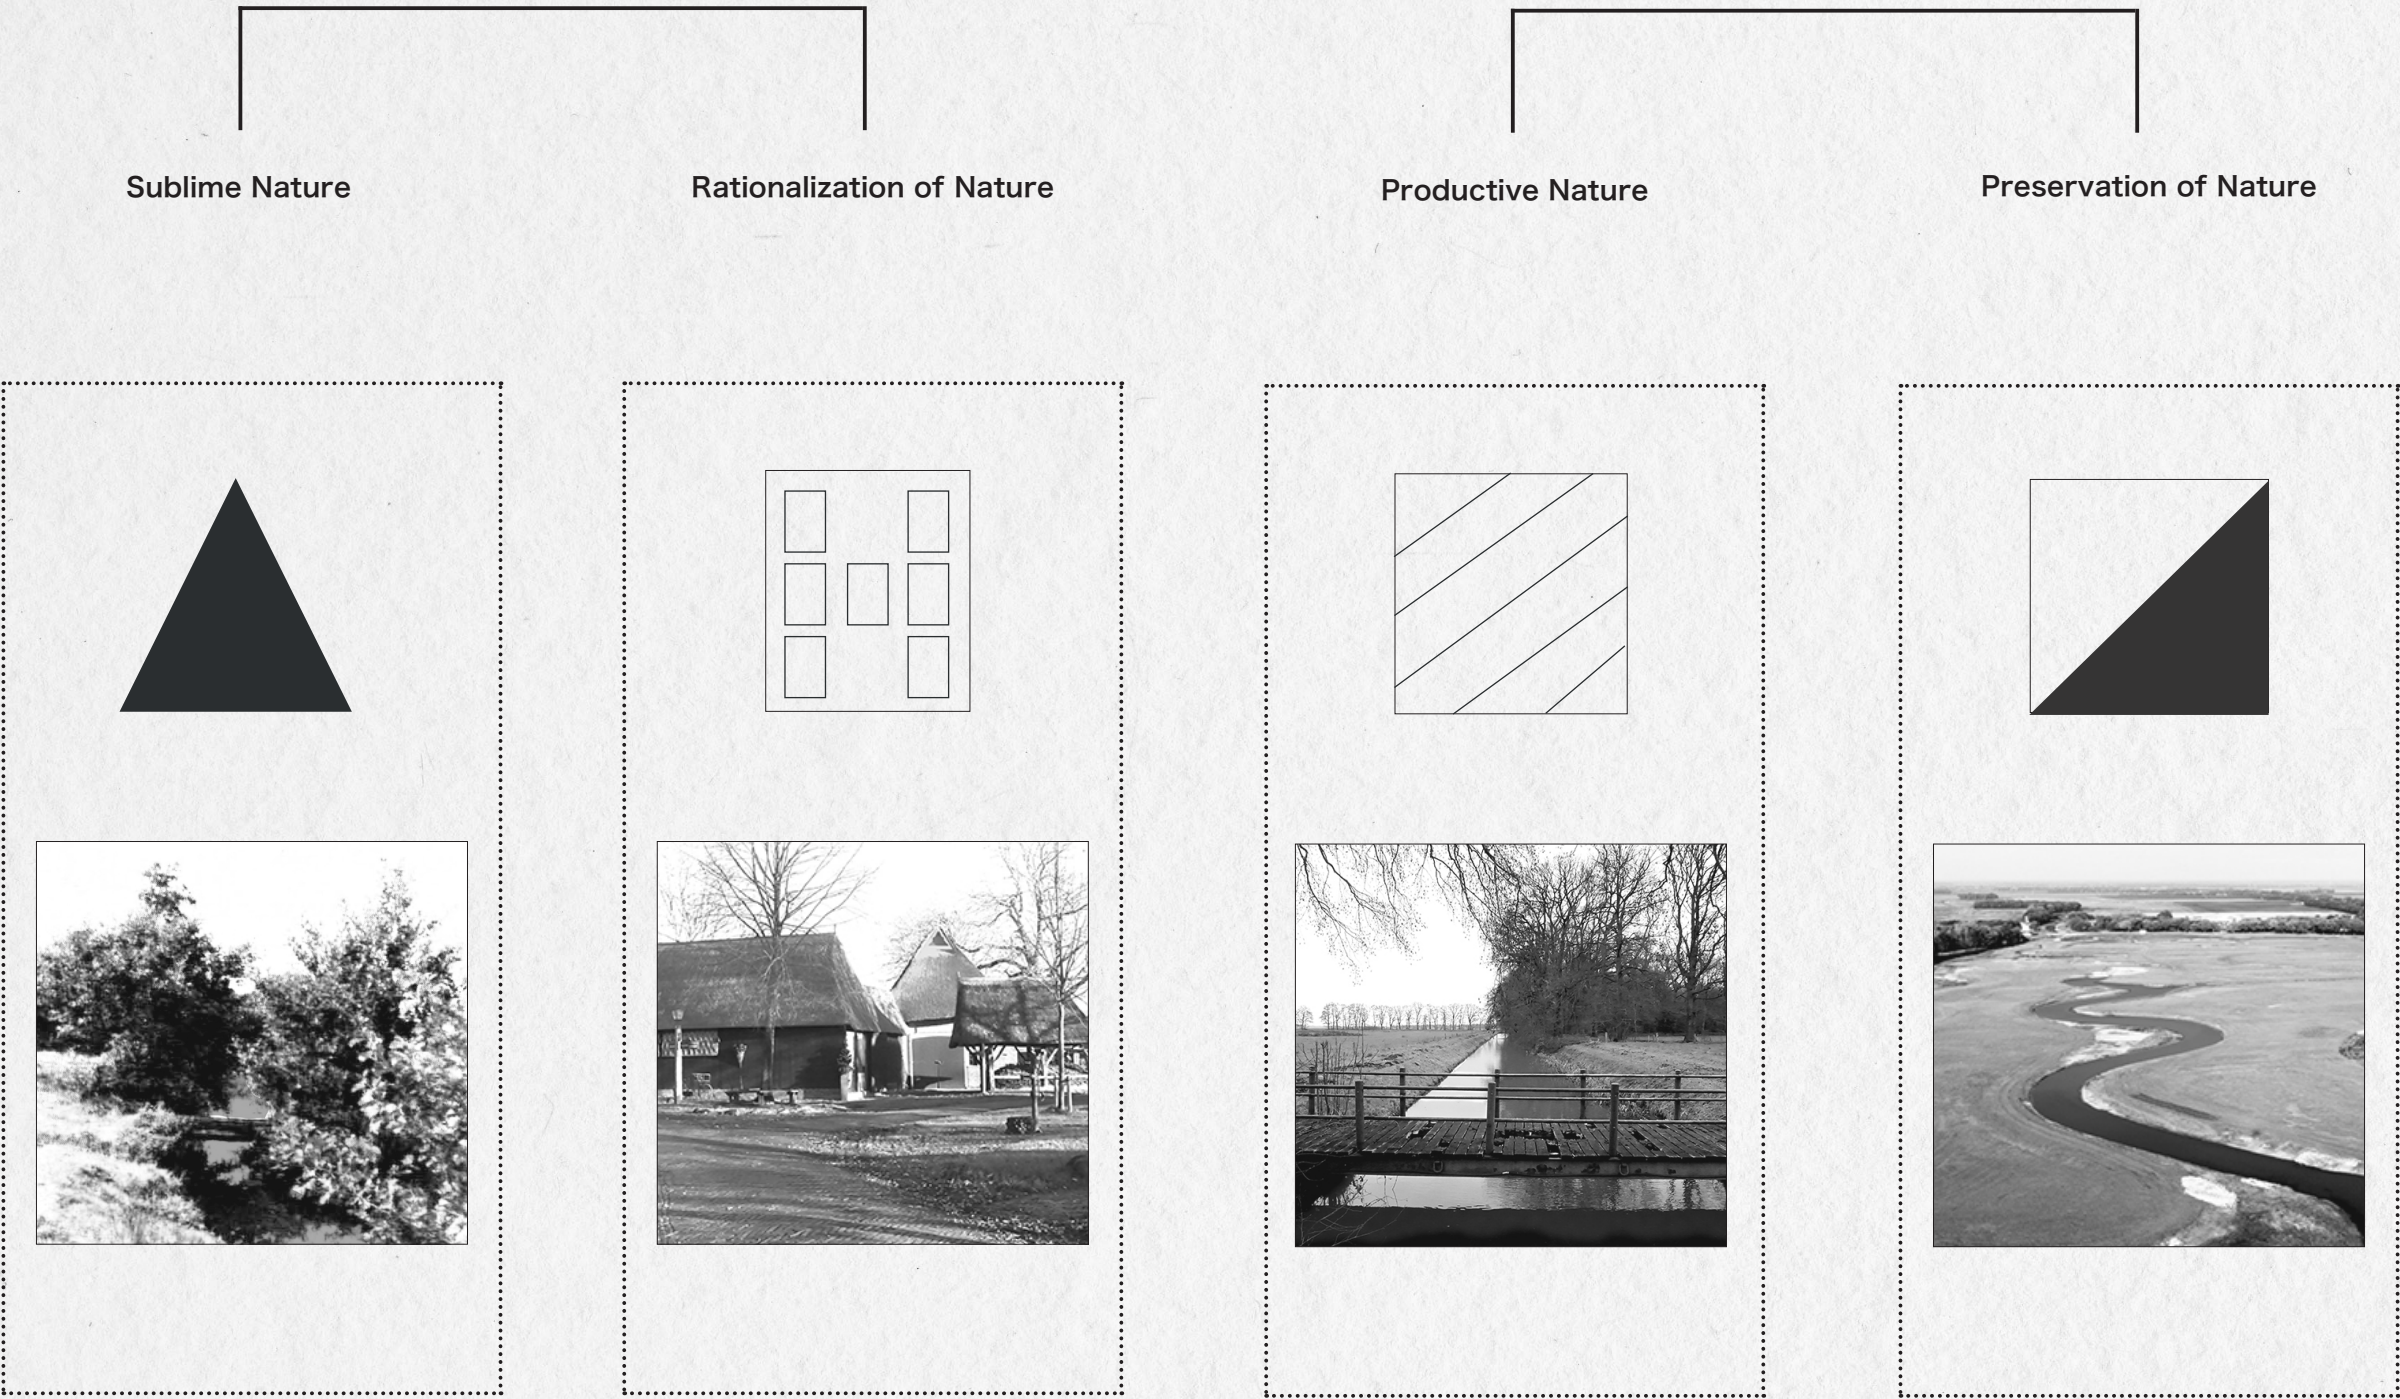 Sublime Nature
Rationalization of Nature
Productive Nature
Preservation of Nature